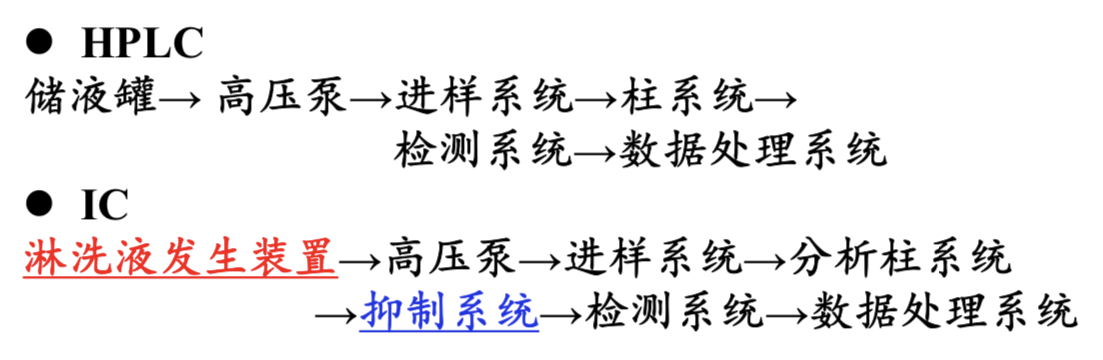 ● HPLC
储液罐→ 高压泵→进样系统→柱系统→
检测系统→数据处理系统
● IC
淋洗液发生装置→高压泵→进样系统→分析柱系统
→抑制系统→检测系统→数据处理系统